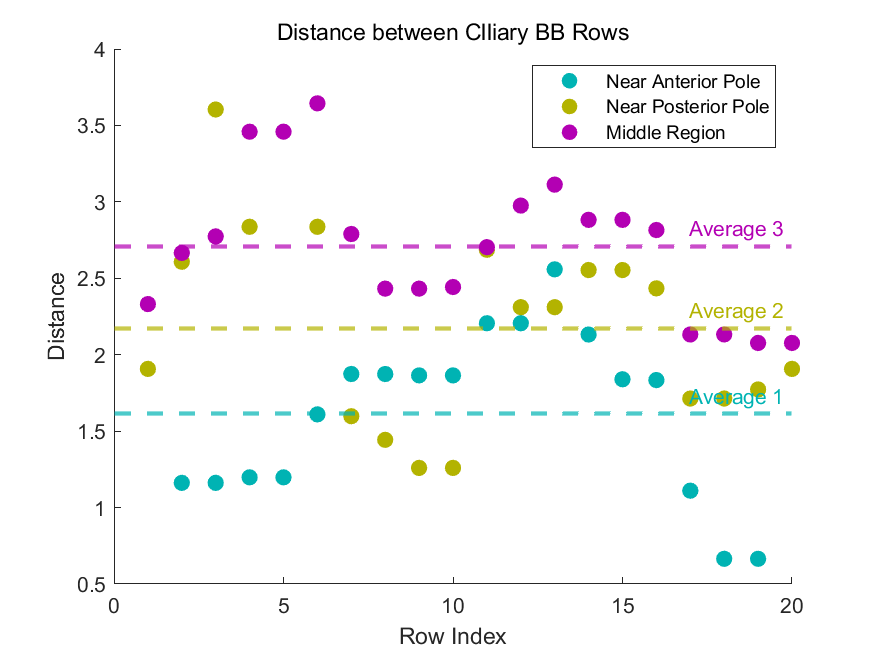 Distance between CIliary BB Rows
4
3.5
3
2.5
2
1.5
1
0.5
0
5
10
15
20
Distance
Row Index
Near Anterior Pole
Near Posterior Pole
Middle Region
Average 3
Average 2
Average 1